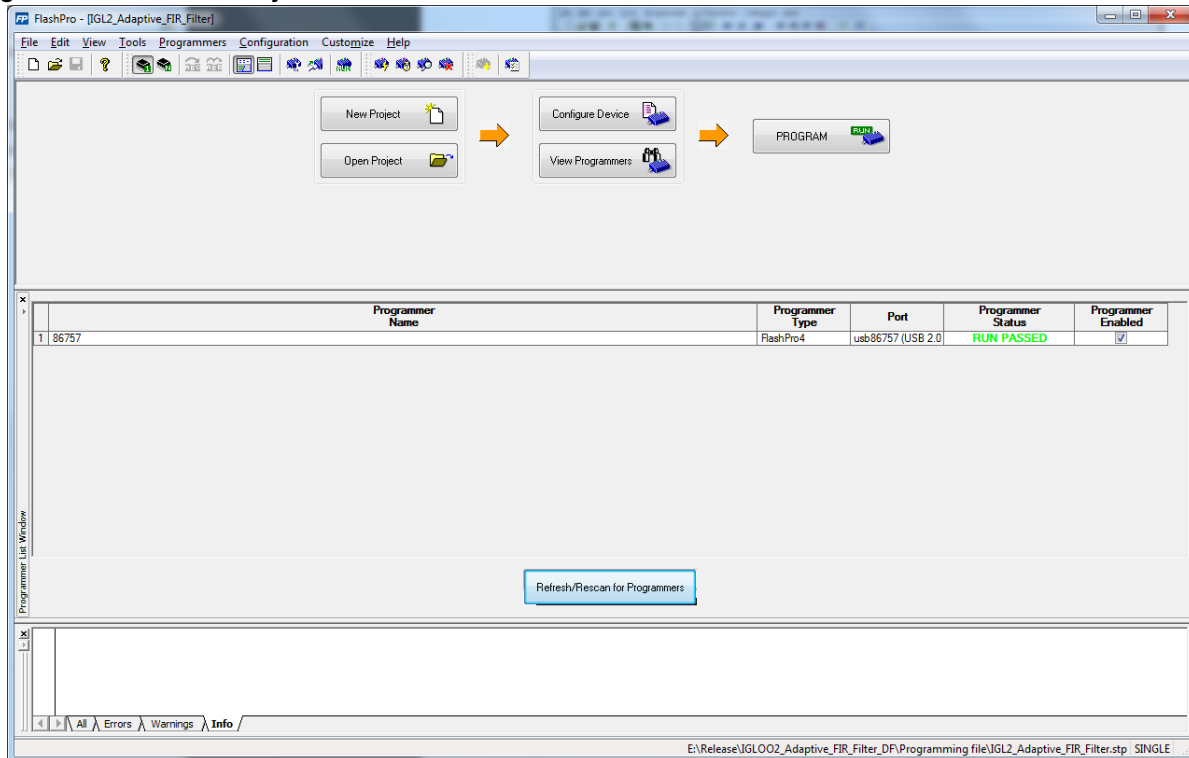 FP FlashPro - [IGL2_Adaptive_FIR_Filter]
File Edit View Tools Programmers Configuration Customize Help
New Project
Configure Device
PROGRAM
RUN
Open Project
View Programmers
Programmer Name
Programmer Type
Port
Programmer Status
Programmer Enabled
1 86757 FlashPro4 usb86757 (USB 2.0 RUN PASSED
Programmer List Window
Refresh/Rescan for Programmers
All Errors Warnings Info
E:\Release\IGLOO2_Adaptive_FIR_Filter_DF\Programming file\IGL2_Adaptive_FIR_Filter.stp SINGLE